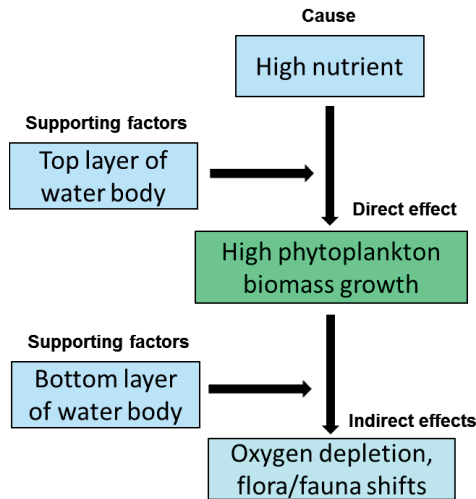 Cause
High nutrient
Supporting factors
Top layer of
water body
Direct effect
High phytoplankton
biomass growth
Supporting factors
Bottom layer
of water body
Indirect effects
Oxygen depletion,
flora/fauna shifts